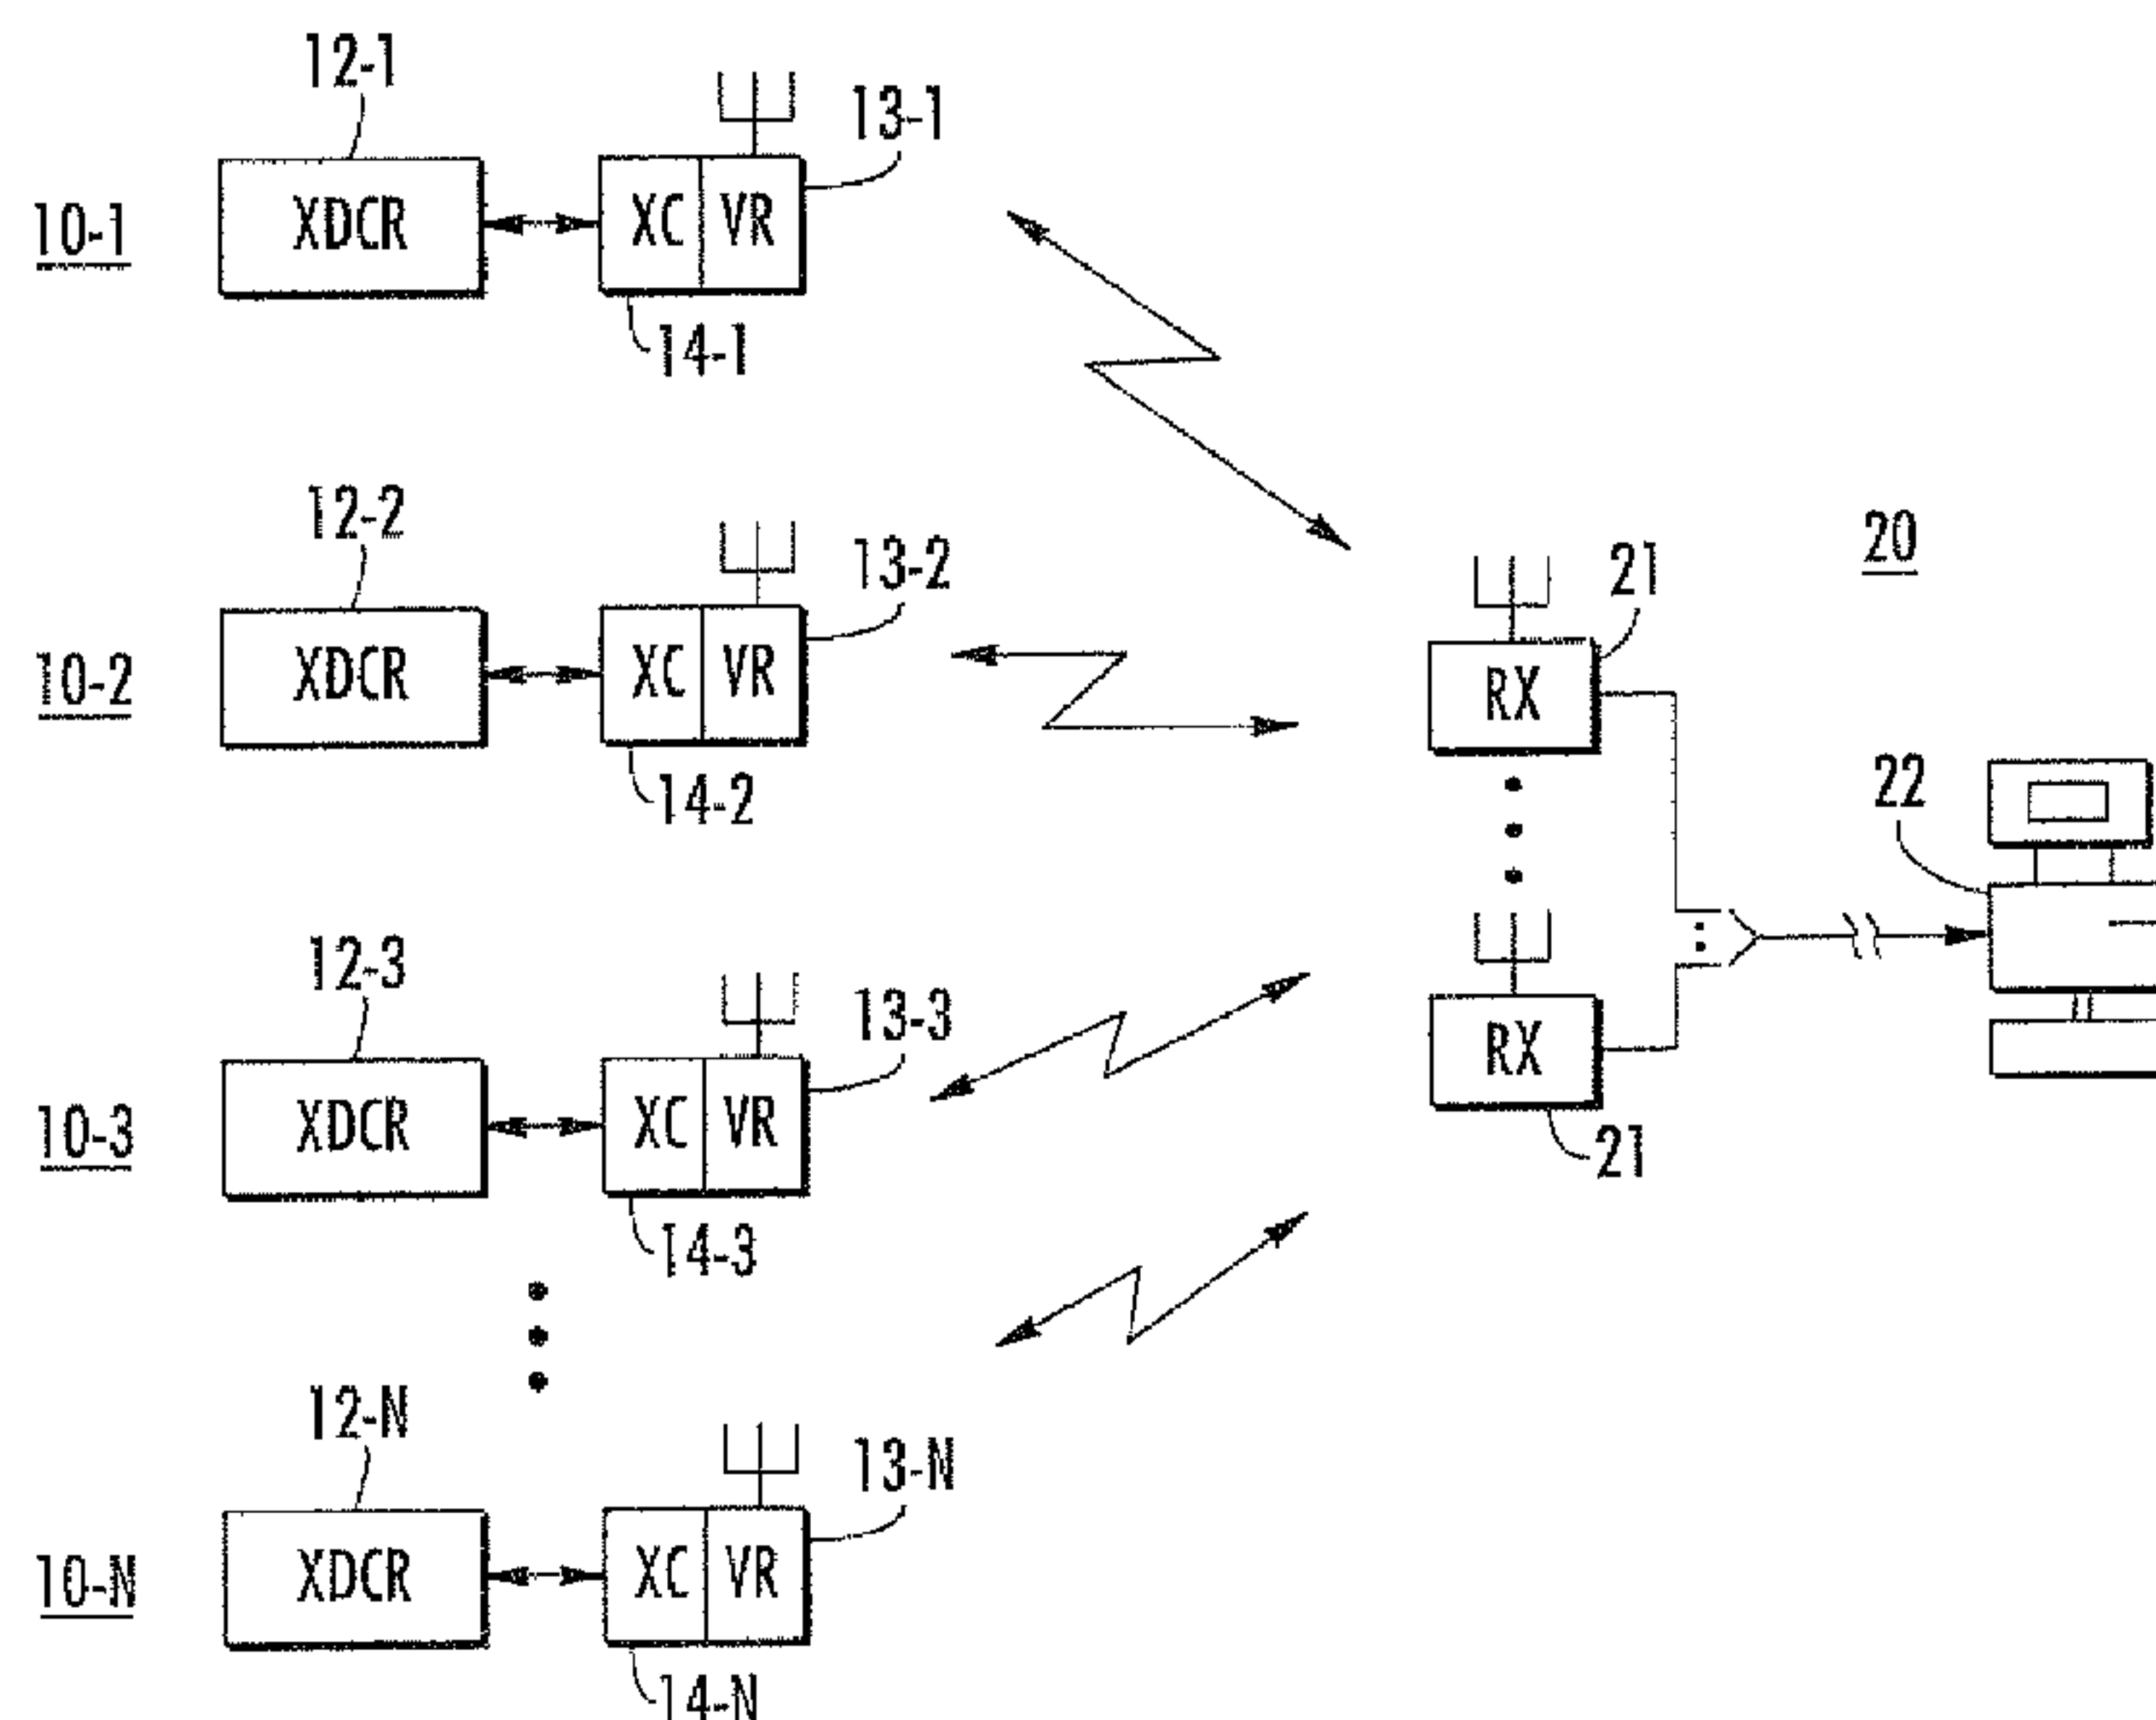 12-1
13-1
10-1
XDCR
XC
VR
14-1
12-2
13-2
10-2
XDCR
XC
VR
14-2
12-3
13-3
10-3
XDCR
XC
VR
14-3
12-N
13-N
10-N
XDCR
XC
VR
14-N
20
21
RX
22
RX
21